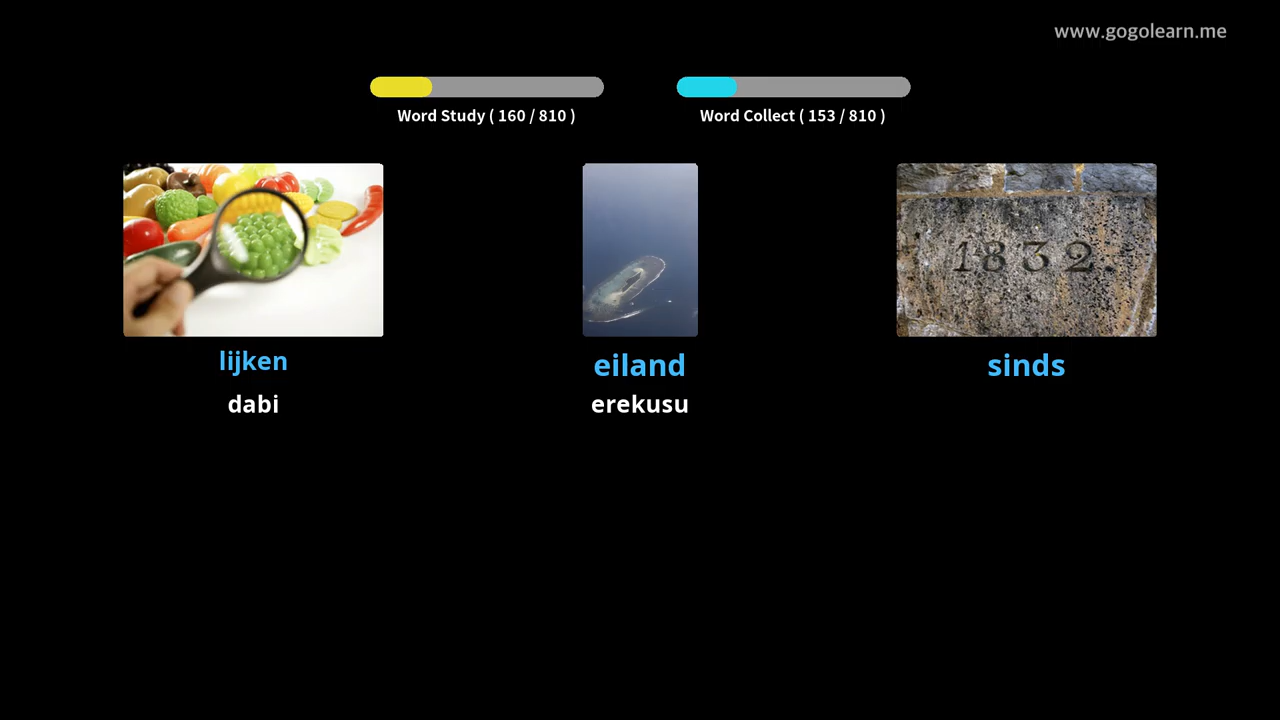 www.gogolearn.me
Word Study ( 160 / 810 )
Word Collect ( 153 / 810 )
1832.
lijken
eiland
sinds
dabi
erekusu